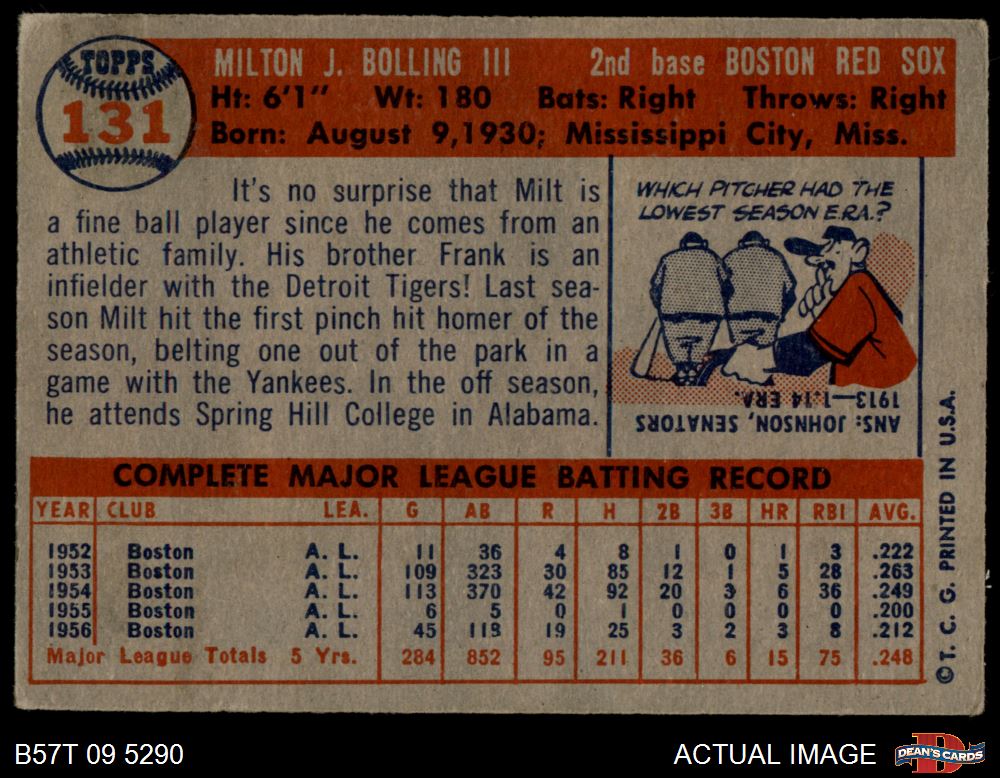 TOPPS
131
MILTON J. BOLLING III 2nd base BOSTON RED SOX
Ht: 6'1" Wt: 180 Bats: Right Throws: Right
Born: August 9, 1930; Mississippi City, Miss.
It's no surprise that Milt is
a fine ball player since he comes from an
athletic family. His brother Frank is an
infielder with the Detroit Tigers! Last sea-
son Milt hit the first pinch hit homer of the
season, belting one out of the park in a
game with the Yankees. In the off season,
he attends Spring Hill College in Alabama.
WHICH PITCHER HAD THE
LOWEST SEASON E.R.A.?
ANS: JOHNSON, SENATORS
1913—1.14 ERA.
COMPLETE MAJOR LEAGUE BATTING RECORD
YEAR CLUB LEA. G AB R H 2B 3B HR RBI AVG.
1952 Boston A. L. 11 36 4 8 1 0 1 3 .222
1953 Boston A. L. 109 323 30 85 12 1 5 28 .263
1954 Boston A. L. 113 370 42 92 20 3 6 36 .249
1955 Boston A. L. 6 5 0 1 0 0 0 0 .200
1956 Boston A. L. 45 118 19 25 3 2 3 8 .212
Major League Totals 5 Yrs. 284 852 95 211 36 6 15 75 .248
© T. C. G. PRINTED IN U.S.A.
B57T 09 5290
ACTUAL IMAGE
D
DEAN'S CARDS